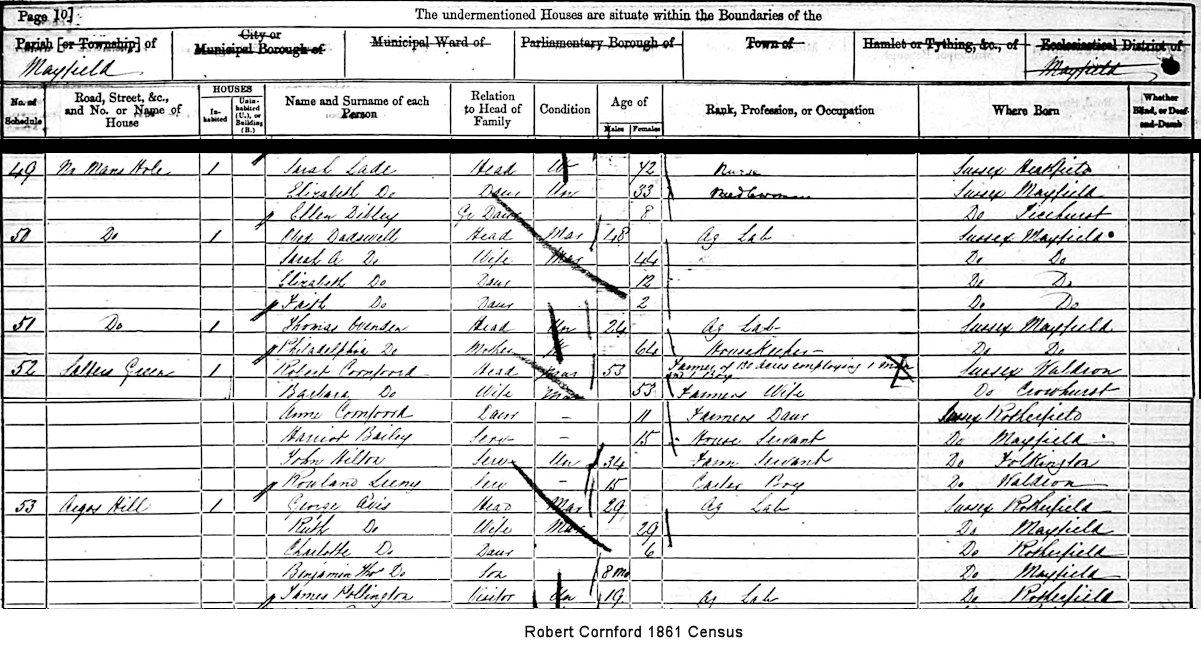 Page 10]
The undermentioned Houses are situate within the Boundaries of the
Parish [or Township] of
City or Municipal Borough of
Municipal Ward of
Parliamentary Borough of
Town of
Hamlet or Tything, &c., of
Ecclesiastical District of
Mayfield
Mayfield
No. of Schedule
Road, Street, &c., and No. or Name of House
HOUSES
Inhabited
Uninhabited (U.), or Building (B.)
Name and Surname of each Person
Relation to Head of Family
Condition
Age of
Males
Females
Rank, Profession, or Occupation
Where Born
Whether Blind, or Deaf-and-Dumb
49 No Mans Hole 1 Sarah Lade Head 72 Nurse Sussex Heathfield
Elizabeth Do Daur Un 33 Needlewoman Sussex Mayfield
Ellen Dibley Gr Daur 8 Do Ticehurst
50 Do 1 Dadswell Head Mar 48 Ag Lab Sussex Mayfield
Sarah A Do Wife Mar 44 Do Do
Elizabeth Do Daur 12 Do Do
Faith Do Daur 2 Do Do
51 Do 1 Thomas Ovenden Head Un 24 Ag Lab Sussex Mayfield
Philadelphia Do Mother 64 Housekeeper Do Do
52 Salters Green 1 Robert Cornford Head Mar 53 Farmer of 130 acres employing 1 man and 1 Boy Sussex Waldron
Barbara Do Wife Mar 53 Farmers Wife Do Crowhurst
Anne Cornford Daur – 11 Farmers Daur Sussex Rotherfield
Harriot Bailey Serv – 15 House Servant Do Mayfield
John Hilton Serv Un 34 Farm Servant Do Folkington
Rowland Serv – 15 Carter Boy Do Waldron
53 Argos Hill 1 George Avis Head Mar 29 Ag Lab Sussex Rotherfield
Ruth Do Wife Mar 29 Do Mayfield
Charlotte Do Daur 6 Do Rotherfield
Benjamin Thos Do Son 8 Mo Do Mayfield
James Pollington Visitor Un 19 Ag Lab Do Rotherfield
Robert Cornford 1861 Census